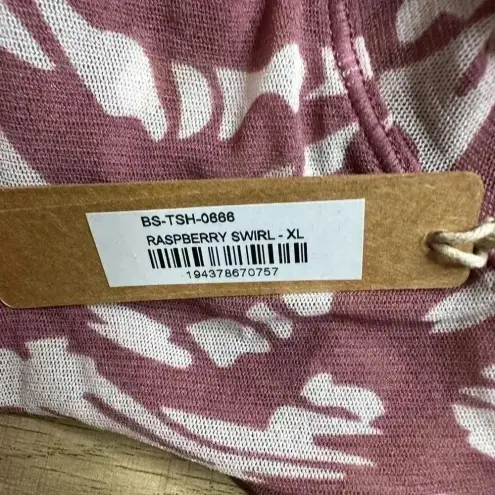 BS-TSH-0666
RASPBERRY SWIRL - XL
194378670757